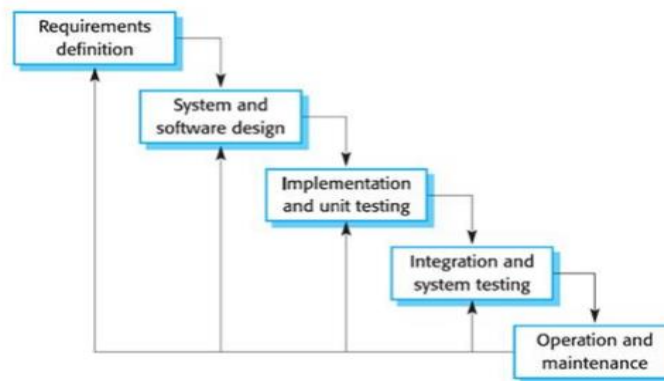 Requirements
definition
System and
software design
Implementation
and unit testing
Integration and
system testing
Operation and
maintenance